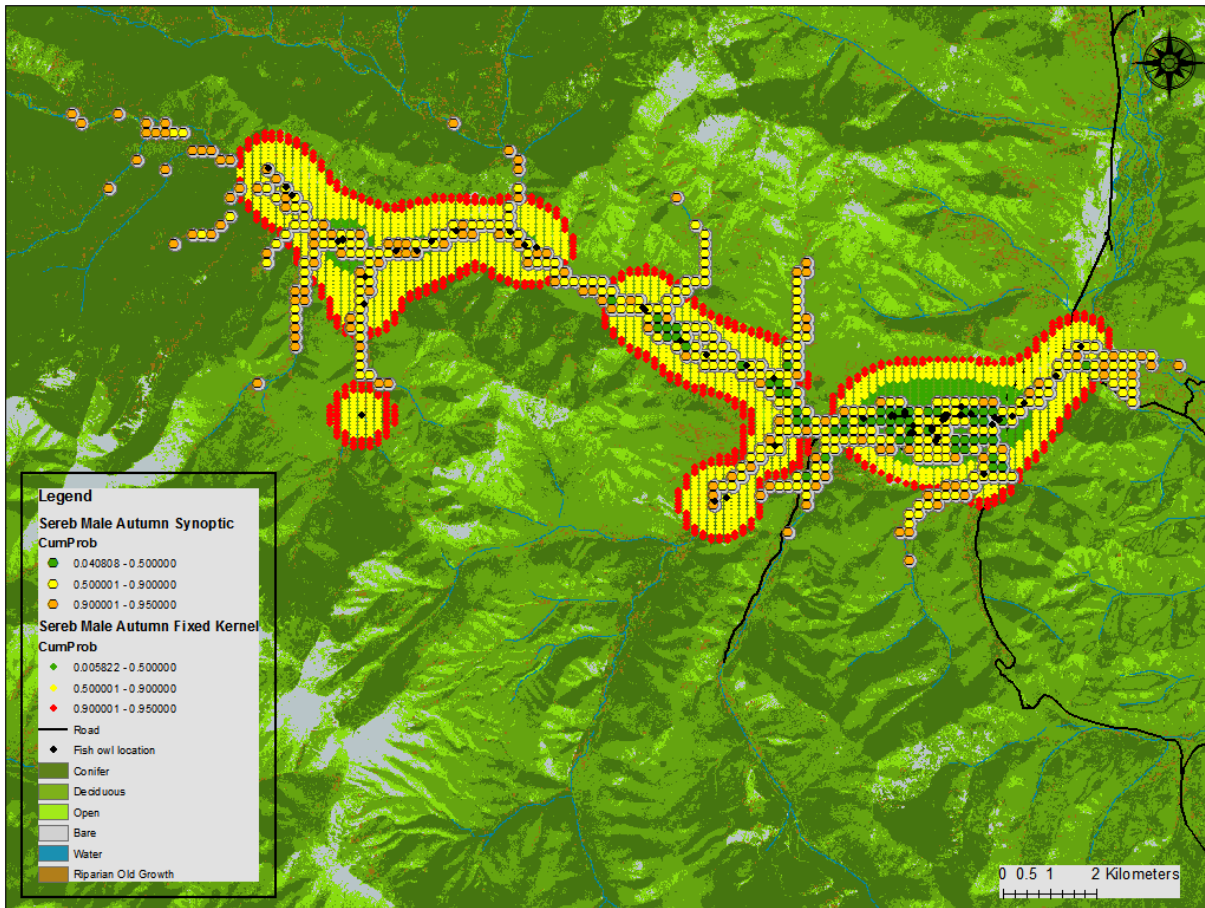 Legend
Sereb Male Autumn Synoptic
CumProb
0.040808 - 0.500000
0.500001 - 0.900000
0.900001 - 0.950000
Sereb Male Autumn Fixed Kernel
CumProb
0.005822 - 0.500000
0.500001 - 0.900000
0.900001 - 0.950000
Road
Fish owl location
Conifer
Deciduous
Open
Bare
Water
Riparian Old Growth
0 0.5 1 2 Kilometers